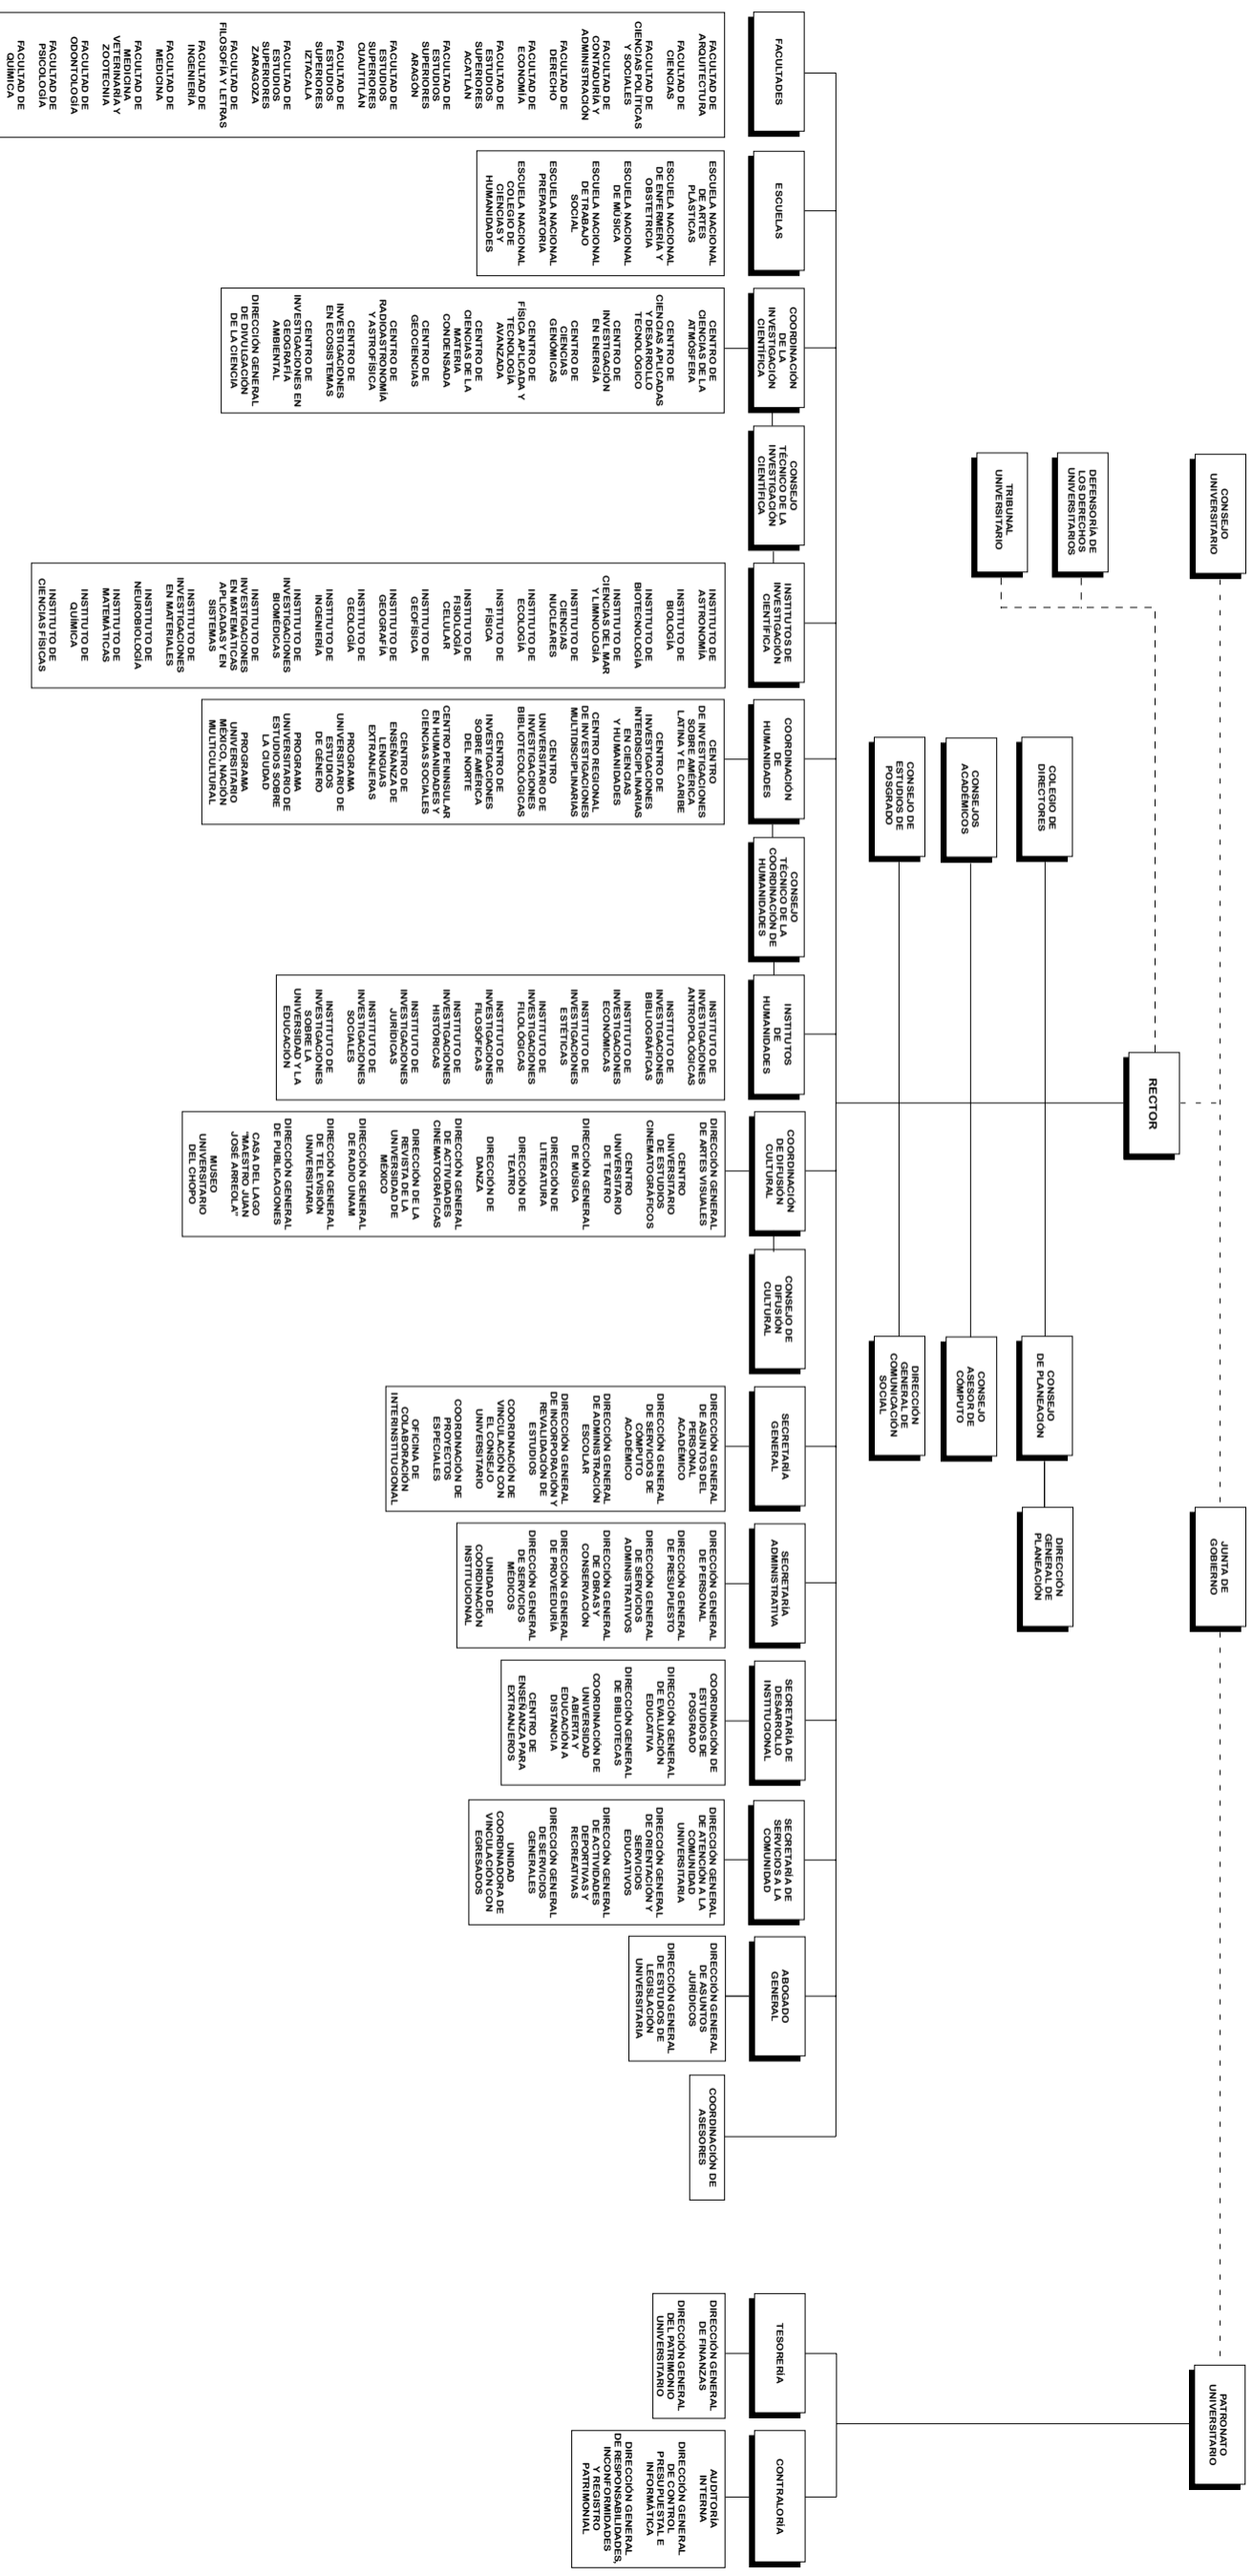 CONSEJO
UNIVERSITARIO
JUNTA DE
GOBIERNO
PATRONATO
UNIVERSITARIO
RECTOR
DEFENSORÍA DE
LOS DERECHOS
UNIVERSITARIOS
TRIBUNAL
UNIVERSITARIO
COLEGIO DE
DIRECTORES
CONSEJO
DE PLANEACIÓN
DIRECCIÓN
GENERAL DE
PLANEACIÓN
CONSEJOS
ACADÉMICOS
CONSEJO
ASESOR DE
CÓMPUTO
CONSEJO DE
ESTUDIOS DE
POSGRADO
DIRECCIÓN
GENERAL DE
COMUNICACIÓN
SOCIAL
FACULTADES
FACULTAD DE
ARQUITECTURA
FACULTAD DE
CIENCIAS
FACULTAD DE
CIENCIAS POLÍTICAS
Y SOCIALES
FACULTAD DE
CONTADURÍA Y
ADMINISTRACIÓN
FACULTAD DE
DERECHO
FACULTAD DE
ECONOMÍA
FACULTAD DE
ESTUDIOS
SUPERIORES
ACATLÁN
FACULTAD DE
ESTUDIOS
SUPERIORES
ARAGÓN
FACULTAD DE
ESTUDIOS
SUPERIORES
CUAUTITLÁN
FACULTAD DE
ESTUDIOS
SUPERIORES
IZTACALA
FACULTAD DE
ESTUDIOS
SUPERIORES
ZARAGOZA
FACULTAD DE
FILOSOFÍA Y LETRAS
FACULTAD DE
INGENIERÍA
FACULTAD DE
MEDICINA
FACULTAD DE
MEDICINA
VETERINARIA Y
ZOOTECNIA
FACULTAD DE
ODONTOLOGÍA
FACULTAD DE
PSICOLOGÍA
FACULTAD DE
QUÍMICA
ESCUELAS
ESCUELA NACIONAL
DE ARTES
PLÁSTICAS
ESCUELA NACIONAL
DE ENFERMERÍA Y
OBSTETRICIA
ESCUELA NACIONAL
DE MÚSICA
ESCUELA NACIONAL
DE TRABAJO
SOCIAL
ESCUELA NACIONAL
PREPARATORIA
ESCUELA NACIONAL
COLEGIO DE
CIENCIAS Y
HUMANIDADES
COORDINACIÓN
DE LA
INVESTIGACIÓN
CIENTÍFICA
CENTRO DE
CIENCIAS DE LA
ATMÓSFERA
CENTRO DE
CIENCIAS APLICADAS
Y DESARROLLO
TECNOLÓGICO
CENTRO DE
INVESTIGACIÓN
EN ENERGÍA
CENTRO DE
CIENCIAS
GENÓMICAS
CENTRO DE
FÍSICA APLICADA Y
TECNOLOGÍA
AVANZADA
CENTRO DE
CIENCIAS DE LA
MATERIA
CONDENSADA
CENTRO DE
GEOCIENCIAS
CENTRO DE
RADIOASTRONOMÍA
Y ASTROFÍSICA
CENTRO DE
INVESTIGACIONES
EN ECOSISTEMAS
CENTRO DE
INVESTIGACIONES EN
GEOGRAFÍA
AMBIENTAL
DIRECCIÓN GENERAL
DE DIVULGACIÓN
DE LA CIENCIA
CONSEJO
TÉCNICO DE LA
INVESTIGACIÓN
CIENTÍFICA
INSTITUTOS DE
INVESTIGACIÓN
CIENTÍFICA
INSTITUTO DE
ASTRONOMÍA
INSTITUTO DE
BIOLOGÍA
INSTITUTO DE
BIOTECNOLOGÍA
INSTITUTO DE
CIENCIAS DEL MAR
Y LIMNOLOGÍA
INSTITUTO DE
CIENCIAS
NUCLEARES
INSTITUTO DE
ECOLOGÍA
INSTITUTO DE
FÍSICA
INSTITUTO DE
FISIOLOGÍA
CELULAR
INSTITUTO DE
GEOFÍSICA
INSTITUTO DE
GEOGRAFÍA
INSTITUTO DE
GEOLOGÍA
INSTITUTO DE
INGENIERÍA
INSTITUTO DE
INVESTIGACIONES
BIOMÉDICAS
INSTITUTO DE
INVESTIGACIONES
EN MATEMÁTICAS
APLICADAS Y EN
SISTEMAS
INSTITUTO DE
INVESTIGACIONES
EN MATERIALES
INSTITUTO DE
NEUROBIOLOGÍA
INSTITUTO DE
MATEMÁTICAS
INSTITUTO DE
QUÍMICA
INSTITUTO DE
CIENCIAS FÍSICAS
COORDINACIÓN
DE
HUMANIDADES
CENTRO
DE INVESTIGACIONES
SOBRE AMÉRICA
LATINA Y EL CARIBE
CENTRO DE
INVESTIGACIONES
INTERDISCIPLINARIAS
EN CIENCIAS
Y HUMANIDADES
CENTRO REGIONAL
DE INVESTIGACIONES
MULTIDISCIPLINARIAS
CENTRO
UNIVERSITARIO DE
INVESTIGACIONES
BIBLIOTECOLÓGICAS
CENTRO DE
INVESTIGACIONES
SOBRE AMÉRICA
DEL NORTE
CENTRO PENINSULAR
EN HUMANIDADES Y
CIENCIAS SOCIALES
CENTRO DE
ENSEÑANZA DE
LENGUAS
EXTRANJERAS
PROGRAMA
UNIVERSITARIO DE
ESTUDIOS
DE GÉNERO
PROGRAMA
UNIVERSITARIO DE
ESTUDIOS SOBRE
LA CIUDAD
PROGRAMA
UNIVERSITARIO
MÉXICO, NACIÓN
MULTICULTURAL
CONSEJO
TÉCNICO DE LA
COORDINACIÓN DE
HUMANIDADES
INSTITUTOS
DE
HUMANIDADES
INSTITUTO DE
INVESTIGACIONES
ANTROPOLÓGICAS
INSTITUTO DE
INVESTIGACIONES
BIBLIOGRÁFICAS
INSTITUTO DE
INVESTIGACIONES
ECONÓMICAS
INSTITUTO DE
INVESTIGACIONES
ESTÉTICAS
INSTITUTO DE
INVESTIGACIONES
FILOLÓGICAS
INSTITUTO DE
INVESTIGACIONES
FILOSÓFICAS
INSTITUTO DE
INVESTIGACIONES
HISTÓRICAS
INSTITUTO DE
INVESTIGACIONES
JURÍDICAS
INSTITUTO DE
INVESTIGACIONES
SOCIALES
INSTITUTO DE
INVESTIGACIONES
SOBRE LA
UNIVERSIDAD Y LA
EDUCACIÓN
COORDINACIÓN
DE DIFUSIÓN
CULTURAL
DIRECCIÓN GENERAL
DE ARTES VISUALES
CENTRO
UNIVERSITARIO
DE ESTUDIOS
CINEMATOGRÁFICOS
CENTRO
UNIVERSITARIO
DE TEATRO
DIRECCIÓN GENERAL
DE MÚSICA
DIRECCIÓN DE
LITERATURA
DIRECCIÓN DE
TEATRO
DIRECCIÓN DE
DANZA
DIRECCIÓN GENERAL
DE ACTIVIDADES
CINEMATOGRÁFICAS
DIRECCIÓN DE LA
REVISTA DE LA
UNIVERSIDAD DE
MÉXICO
DIRECCIÓN GENERAL
DE RADIO UNAM
DIRECCIÓN GENERAL
DE TELEVISIÓN
UNIVERSITARIA
DIRECCIÓN GENERAL
DE PUBLICACIONES
CASA DEL LAGO
"MAESTRO JUAN
JOSÉ ARREOLA"
MUSEO
UNIVERSITARIO
DEL CHOPO
CONSEJO DE
DIFUSIÓN
CULTURAL
SECRETARÍA
GENERAL
DIRECCIÓN GENERAL
DE ASUNTOS DEL
PERSONAL
ACADÉMICO
DIRECCIÓN GENERAL
DE SERVICIOS DE
CÓMPUTO
ACADÉMICO
DIRECCIÓN GENERAL
DE ADMINISTRACIÓN
ESCOLAR
DIRECCIÓN GENERAL
DE INCORPORACIÓN Y
REVALIDACIÓN DE
ESTUDIOS
COORDINACIÓN DE
VINCULACIÓN CON
EL CONSEJO
UNIVERSITARIO
COORDINACIÓN DE
PROYECTOS
ESPECIALES
OFICINA DE
COLABORACIÓN
INTERINSTITUCIONAL
SECRETARÍA
ADMINISTRATIVA
DIRECCIÓN GENERAL
DE PERSONAL
DIRECCIÓN GENERAL
DE PRESUPUESTO
DIRECCIÓN GENERAL
DE SERVICIOS
ADMINISTRATIVOS
DIRECCIÓN GENERAL
DE OBRAS Y
CONSERVACIÓN
DIRECCIÓN GENERAL
DE PROVEEDURÍA
DIRECCIÓN GENERAL
DE SERVICIOS
MÉDICOS
UNIDAD DE
COORDINACIÓN
INSTITUCIONAL
SECRETARÍA DE
DESARROLLO
INSTITUCIONAL
COORDINACIÓN DE
ESTUDIOS DE
POSGRADO
DIRECCIÓN GENERAL
DE EVALUACIÓN
EDUCATIVA
DIRECCIÓN GENERAL
DE BIBLIOTECAS
COORDINACIÓN DE
UNIVERSIDAD
ABIERTA Y
EDUCACIÓN A
DISTANCIA
CENTRO DE
ENSEÑANZA PARA
EXTRANJEROS
SECRETARÍA DE
SERVICIOS A LA
COMUNIDAD
DIRECCIÓN GENERAL
DE ATENCIÓN A LA
COMUNIDAD
UNIVERSITARIA
DIRECCIÓN GENERAL
DE ORIENTACIÓN Y
SERVICIOS
EDUCATIVOS
DIRECCIÓN GENERAL
DE ACTIVIDADES
DEPORTIVAS Y
RECREATIVAS
DIRECCIÓN GENERAL
DE SERVICIOS
GENERALES
UNIDAD
COORDINADORA DE
VINCULACIÓN CON
EGRESADOS
ABOGADO
GENERAL
DIRECCIÓN GENERAL
DE ASUNTOS
JURÍDICOS
DIRECCIÓN GENERAL
DE ESTUDIOS DE
LEGISLACIÓN
UNIVERSITARIA
COORDINACIÓN DE
ASESORES
TESORERÍA
DIRECCIÓN GENERAL
DE FINANZAS
DIRECCIÓN GENERAL
DEL PATRIMONIO
UNIVERSITARIO
CONTRALORÍA
AUDITORÍA
INTERNA
DIRECCIÓN GENERAL
DE CONTROL
PRESUPUESTAL E
INFORMÁTICA
DIRECCIÓN GENERAL
DE RESPONSABILIDADES,
INCONFORMIDADES
Y REGISTRO
PATRIMONIAL